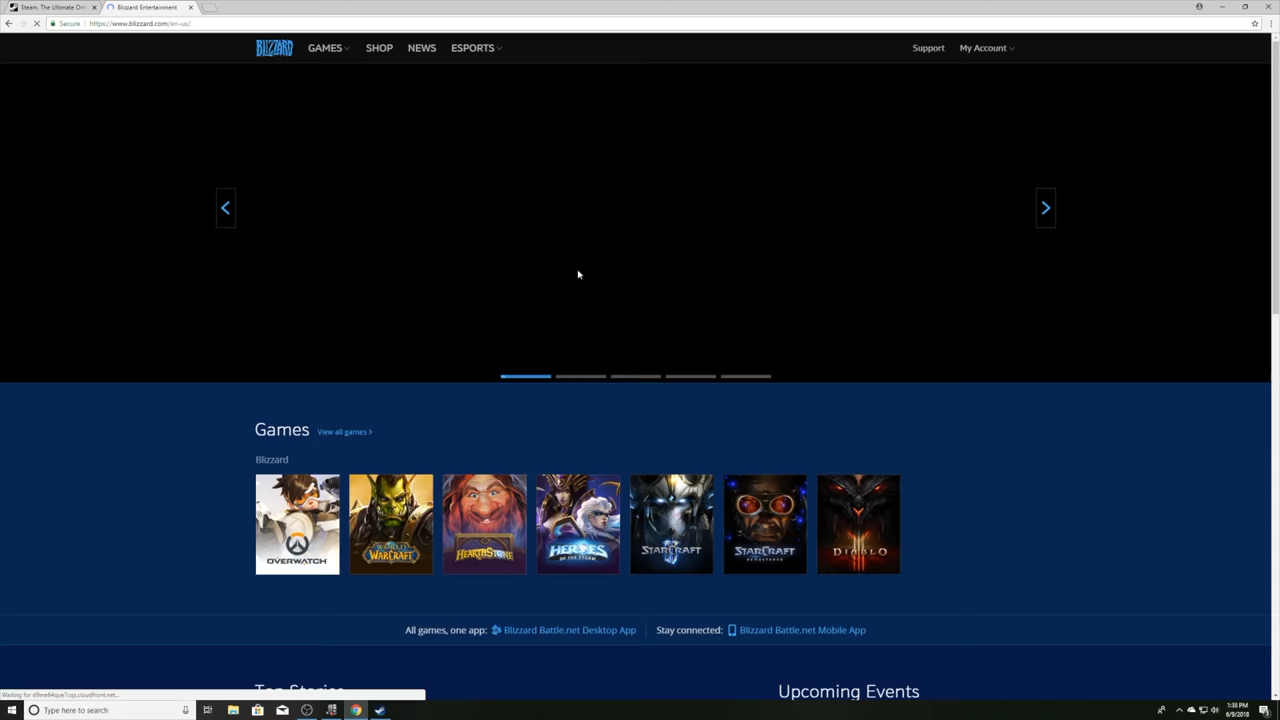 Steam, The Ultimate Onl
Blizzard Entertainment
Secure
https://www.blizzard.com/en-us/
BLIZZARD
GAMES
SHOP
NEWS
ESPORTS
Support
My Account
Games
View all games >
Blizzard
OVERWATCH
WORLD OF WARCRAFT
HEARTHSTONE
HEROES OF THE STORM
STARCRAFT II
STARCRAFT REMASTERED
DIABLO III
All games, one app:
Blizzard Battle.net Desktop App
Stay connected:
Blizzard Battle.net Mobile App
Top Stories
Upcoming Events
Type here to search
1:38 PM
6/9/2018